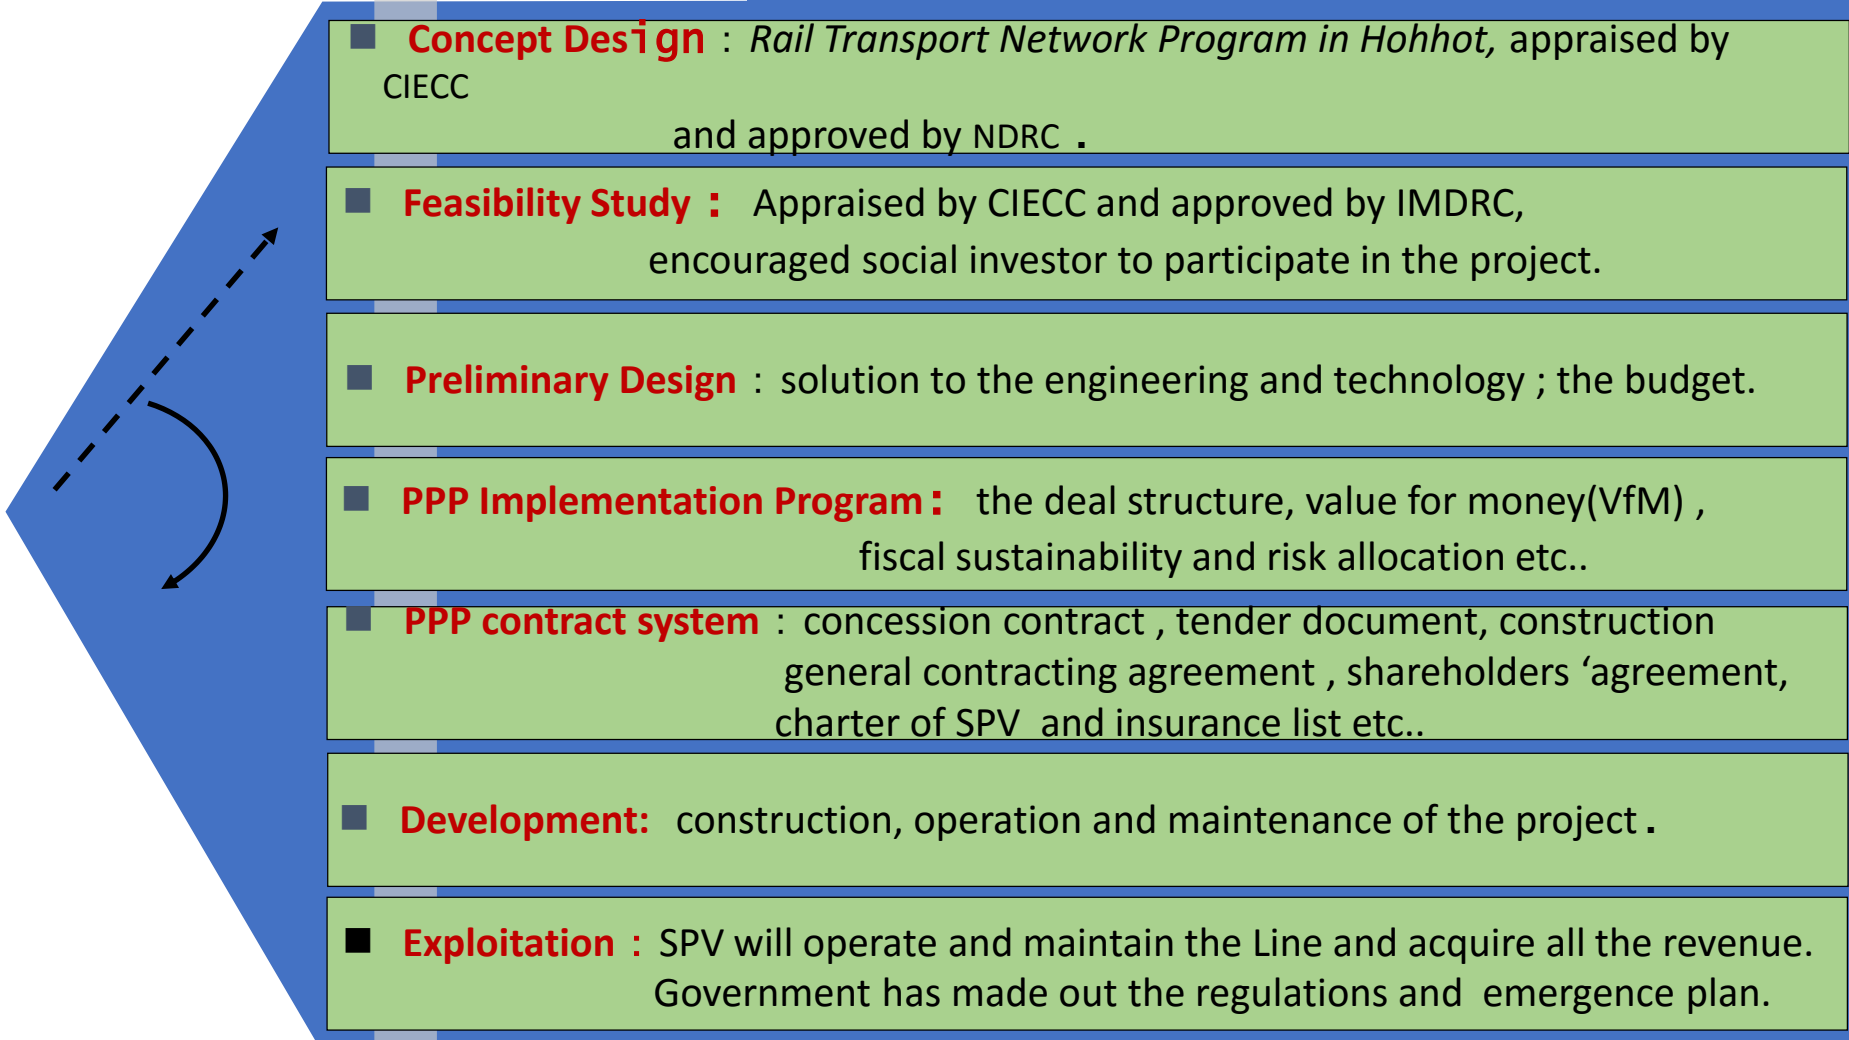 ■ Concept Design : Rail Transport Network Program in Hohhot, appraised by
CIECC
and approved by NDRC .
■ Feasibility Study : Appraised by CIECC and approved by IMDRC,
encouraged social investor to participate in the project.
■ Preliminary Design : solution to the engineering and technology ; the budget.
■ PPP Implementation Program : the deal structure, value for money(VfM) ,
fiscal sustainability and risk allocation etc..
■ PPP contract system : concession contract , tender document, construction
general contracting agreement , shareholders ‘agreement,
charter of SPV and insurance list etc..
■ Development: construction, operation and maintenance of the project .
■ Exploitation : SPV will operate and maintain the Line and acquire all the revenue.
Government has made out the regulations and emergence plan.